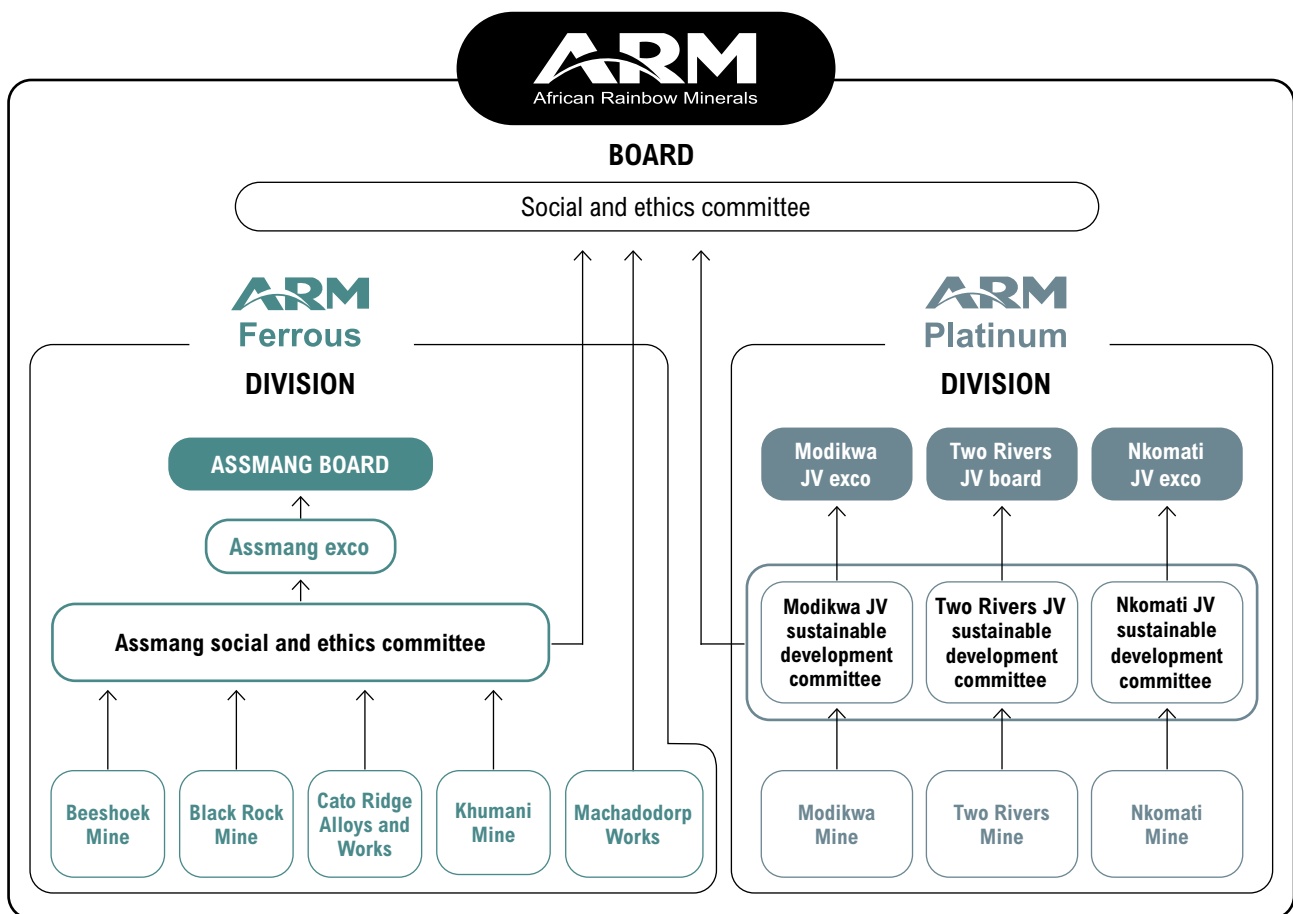 ARM
African Rainbow Minerals
BOARD
Social and ethics committee
ARM
Ferrous
DIVISION
ASSMANG BOARD
Assmang exco
Assmang social and ethics committee
Beeshoek
Mine
Black Rock
Mine
Cato Ridge
Alloys and
Works
Khumani
Mine
Machadodorp
Works
ARM
Platinum
DIVISION
Modikwa
JV exco
Two Rivers
JV board
Nkomati
JV exco
Modikwa JV
sustainable
development
committee
Two Rivers JV
sustainable
development
committee
Nkomati JV
sustainable
development
committee
Modikwa
Mine
Two Rivers
Mine
Nkomati
Mine